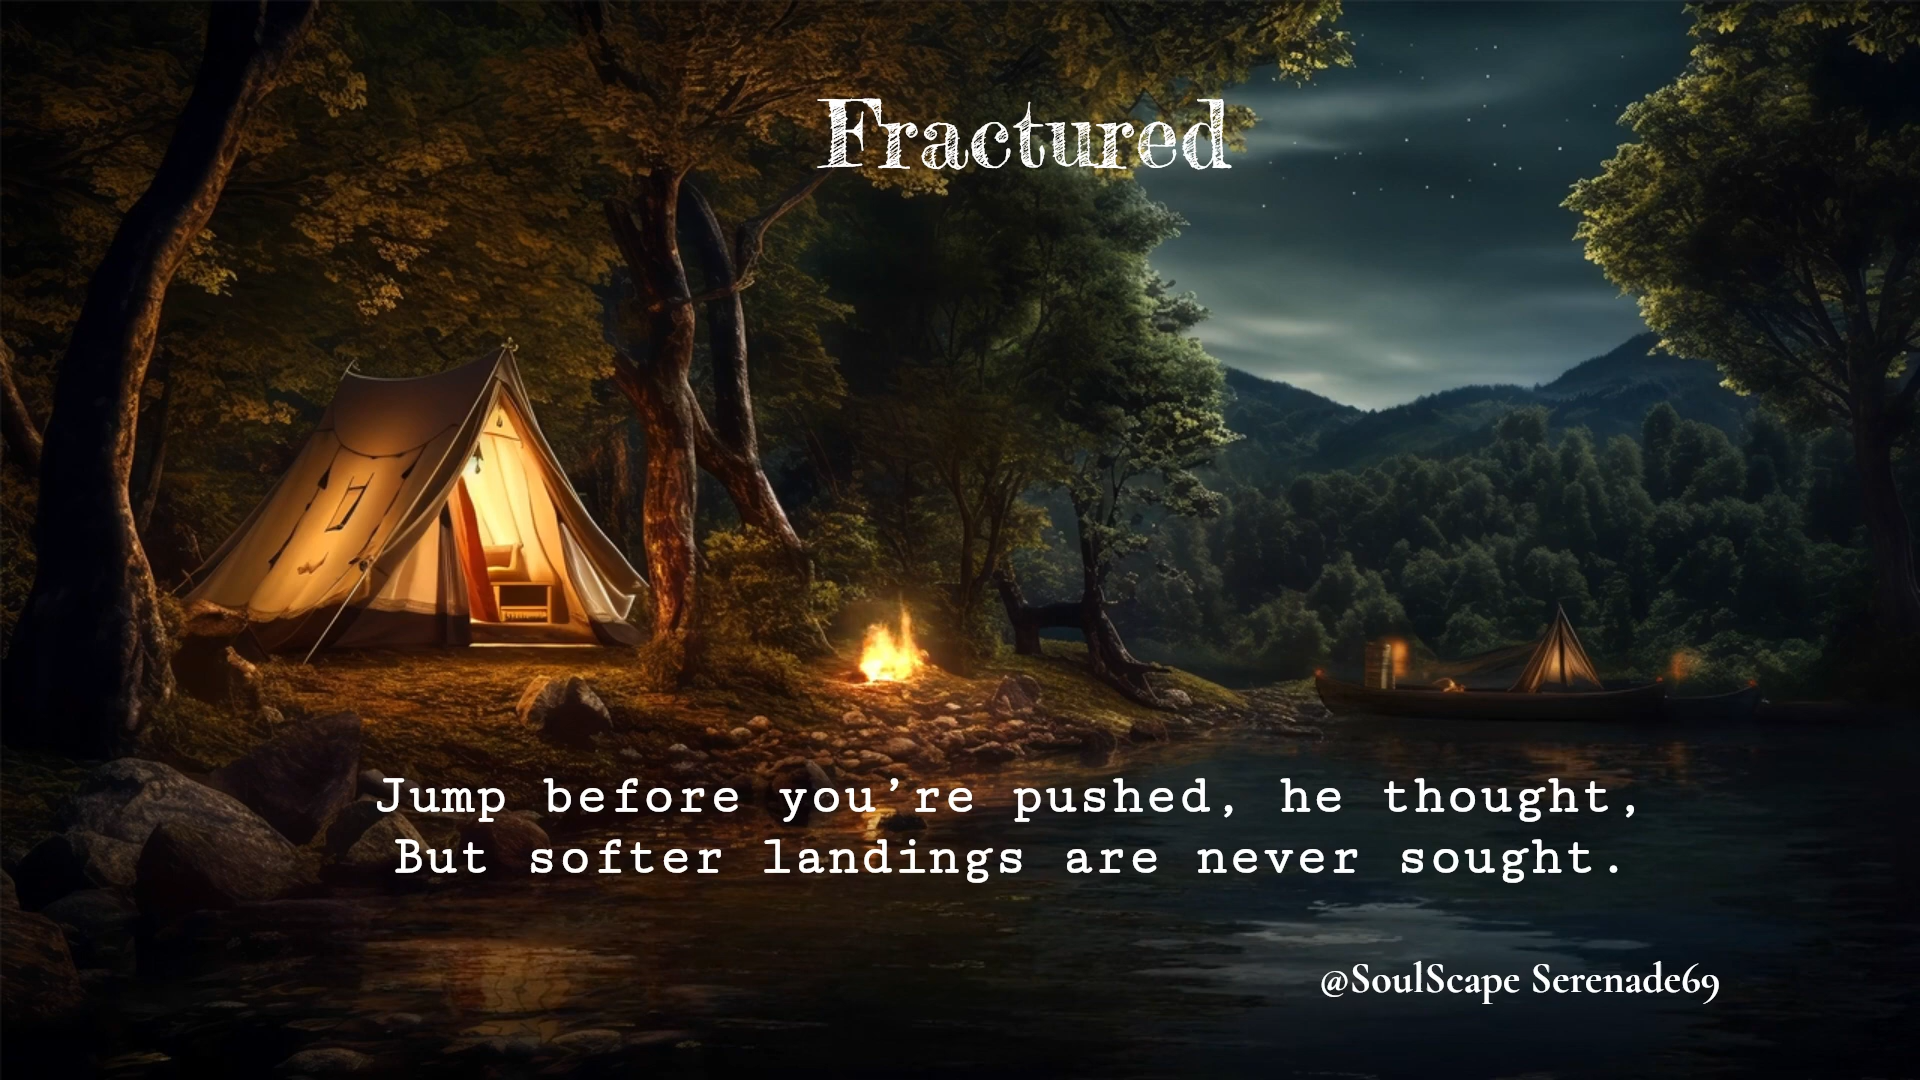 Fractured
Jump before you’re pushed, he thought,
But softer landings are never sought.
@SoulScape Serenade69